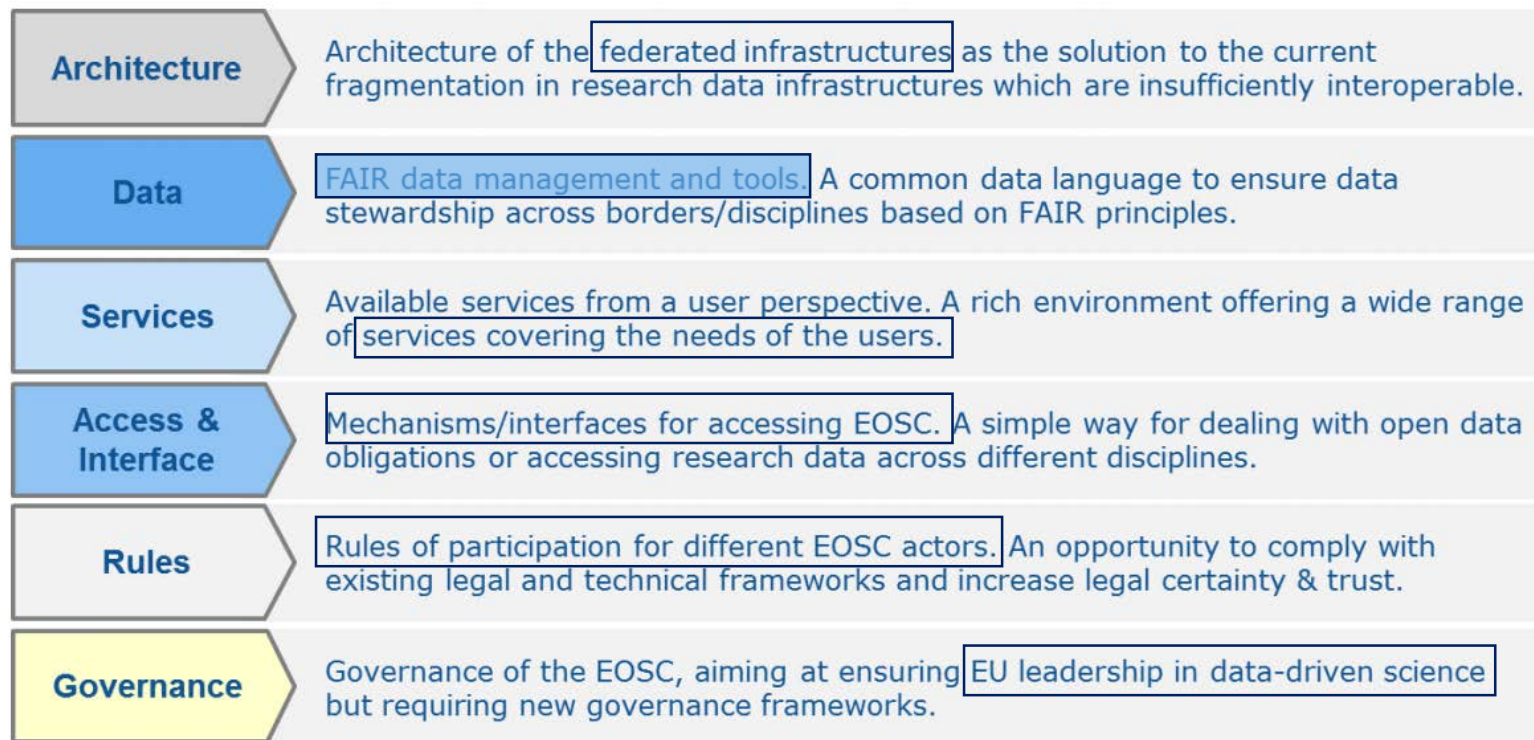 Architecture
Architecture of the federated infrastructures as the solution to the current
fragmentation in research data infrastructures which are insufficiently interoperable.
Data
FAIR data management and tools. A common data language to ensure data
stewardship across borders/disciplines based on FAIR principles.
Services
Available services from a user perspective. A rich environment offering a wide range
of services covering the needs of the users.
Access &
Interface
Mechanisms/interfaces for accessing EOSC. A simple way for dealing with open data
obligations or accessing research data across different disciplines.
Rules
Rules of participation for different EOSC actors. An opportunity to comply with
existing legal and technical frameworks and increase legal certainty & trust.
Governance
Governance of the EOSC, aiming at ensuring EU leadership in data-driven science
but requiring new governance frameworks.